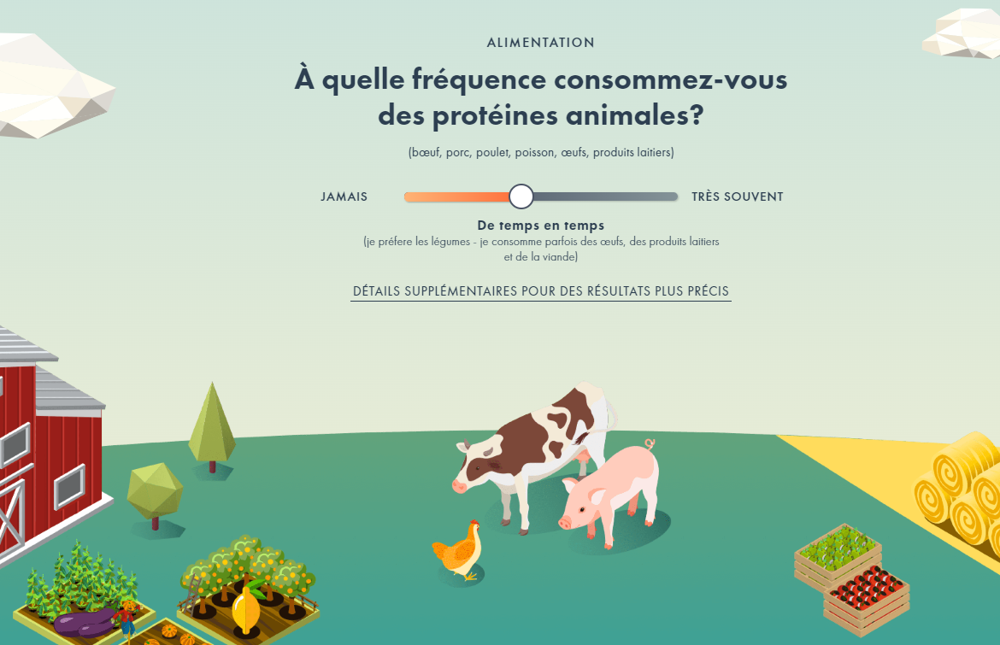 ALIMENTATION
À quelle fréquence consommez-vous
des protéines animales?
(bœuf, porc, poulet, poisson, œufs, produits laitiers)
JAMAIS
TRÈS SOUVENT
De temps en temps
(je préfere les légumes - je consomme parfois des œufs, des produits laitiers
et de la viande)
DÉTAILS SUPPLÉMENTAIRES POUR DES RÉSULTATS PLUS PRÉCIS